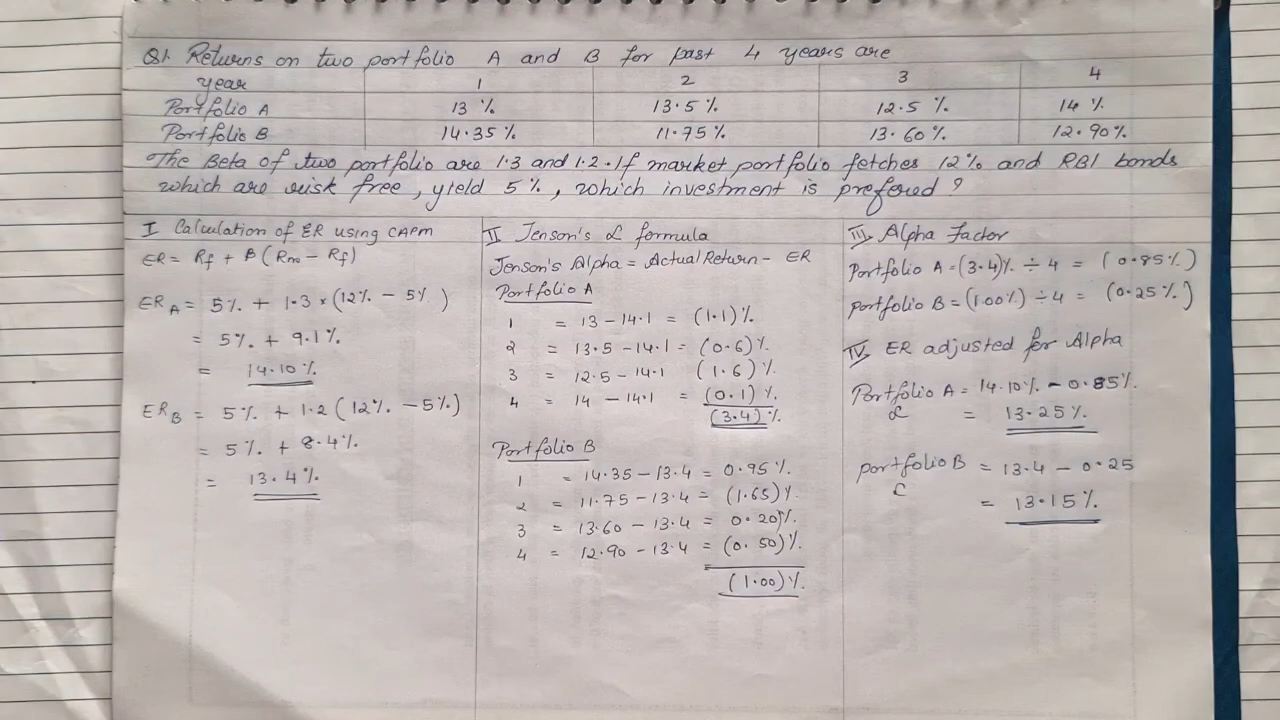 Q1. Returns on two portfolio A and B for past 4 years are
year 1 2 3 4
Portfolio A 13 % 13.5 % 12.5 % 14 %
Portfolio B 14.35 % 11.75 % 13.60 % 12.90 %
The Beta of two portfolio are 1.3 and 1.2. If market portfolio fetches 12% and RBI bonds
which are risk free, yield 5 %, which investment is prefered ?
I Calculation of ER using CAPM
ER = Rf + β (Rm - Rf)
ER A = 5% + 1.3 × (12% - 5% )
= 5% + 9.1%
= 14.10 %
ER B = 5% + 1.2 ( 12% - 5%)
= 5% + 8.4%
= 13.4%
II Jenson's α formula
Jenson's Alpha = Actual Return - ER
Portfolio A
1 = 13 - 14.1 = (1.1)%
2 = 13.5 - 14.1 = (0.6)%
3 = 12.5 - 14.1 (1.6)%
4 = 14 - 14.1 = (0.1)%
(3.4)%
Portfolio B
1 = 14.35 - 13.4 = 0.95%
2 = 11.75 - 13.4 = (1.65)%
3 = 13.60 - 13.4 = 0.20%
4 = 12.90 - 13.4 = (0.50)%
(1.00)%
III Alpha Factor
Portfolio A = (3.4)% ÷ 4 = (0.85%)
Portfolio B = (1.00%) ÷ 4 = (0.25%)
IV ER adjusted for Alpha
Portfolio A = 14.10% - 0.85%
α = 13.25%
Portfolio B = 13.4 - 0.25
= 13.15%